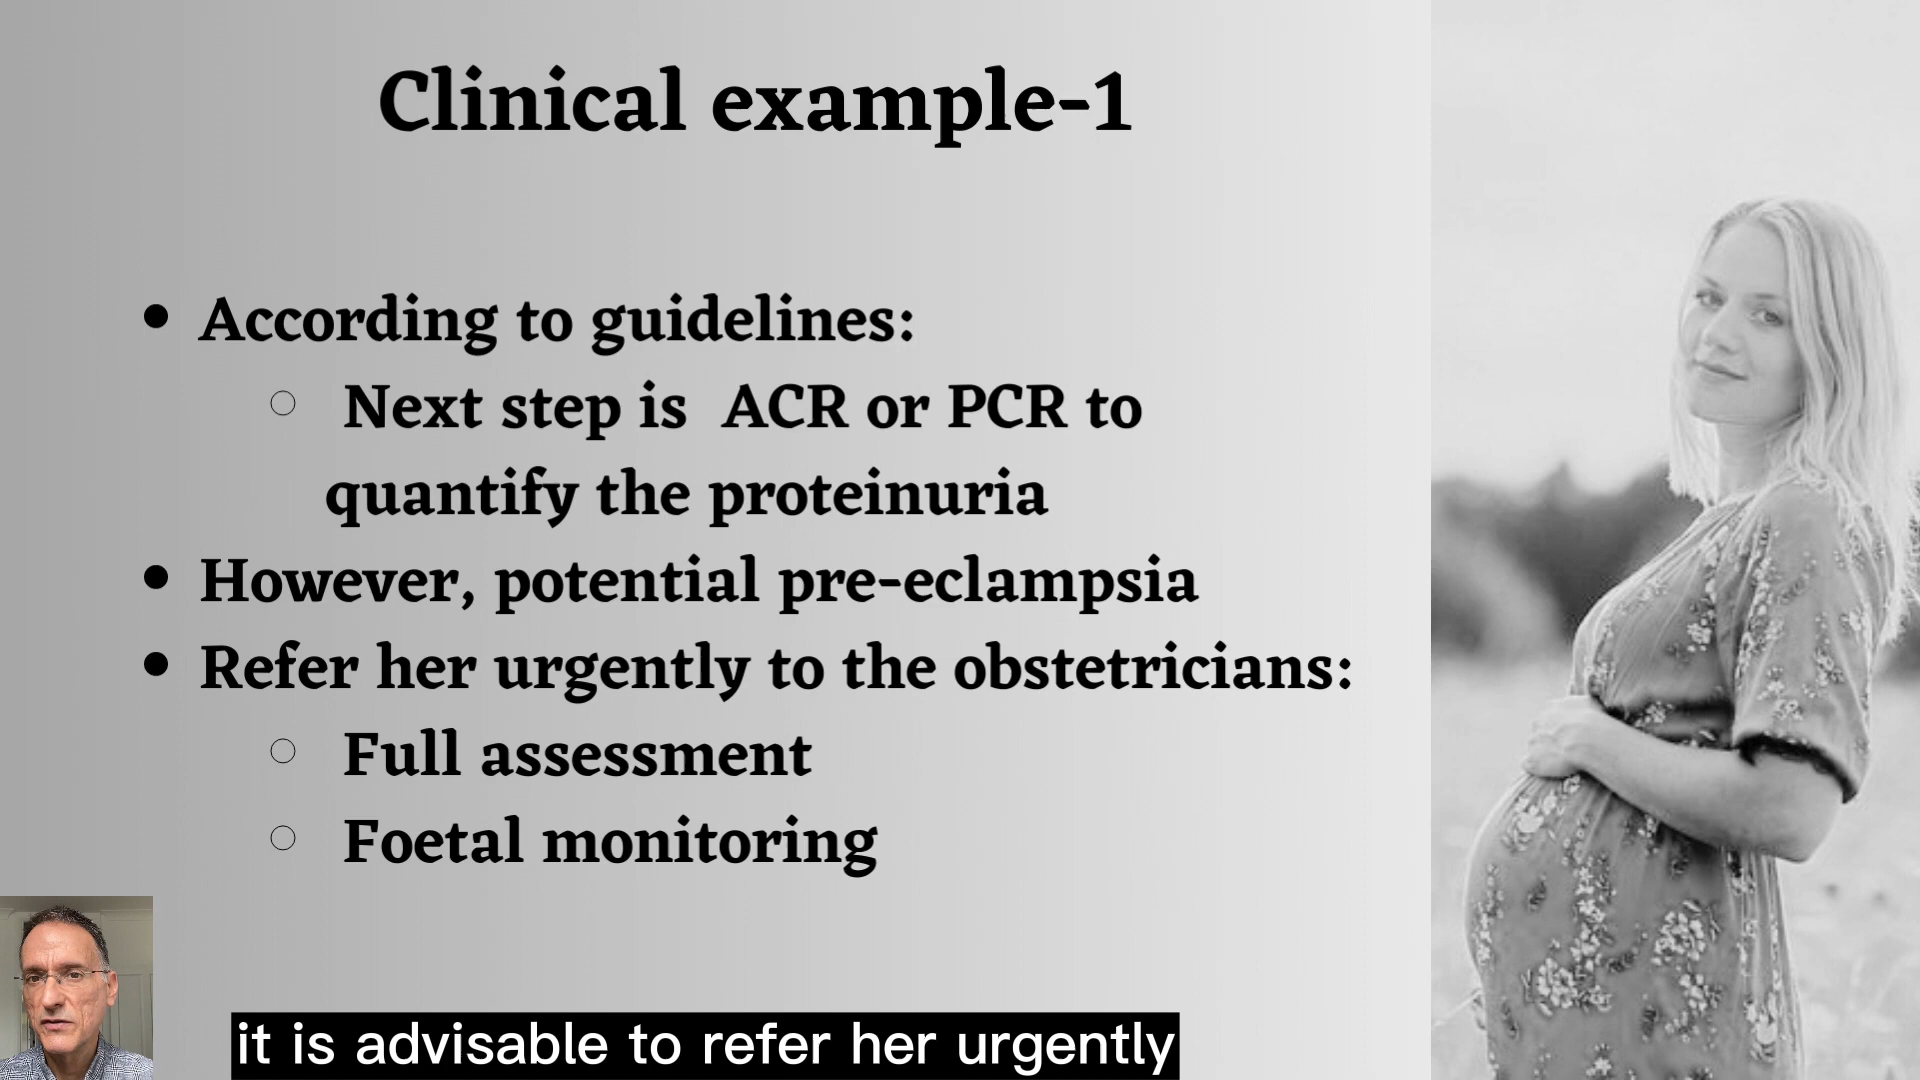 Clinical example-1
• According to guidelines:
○ Next step is ACR or PCR to
quantify the proteinuria
• However, potential pre-eclampsia
• Refer her urgently to the obstetricians:
○ Full assessment
○ Foetal monitoring
it is advisable to refer her urgently